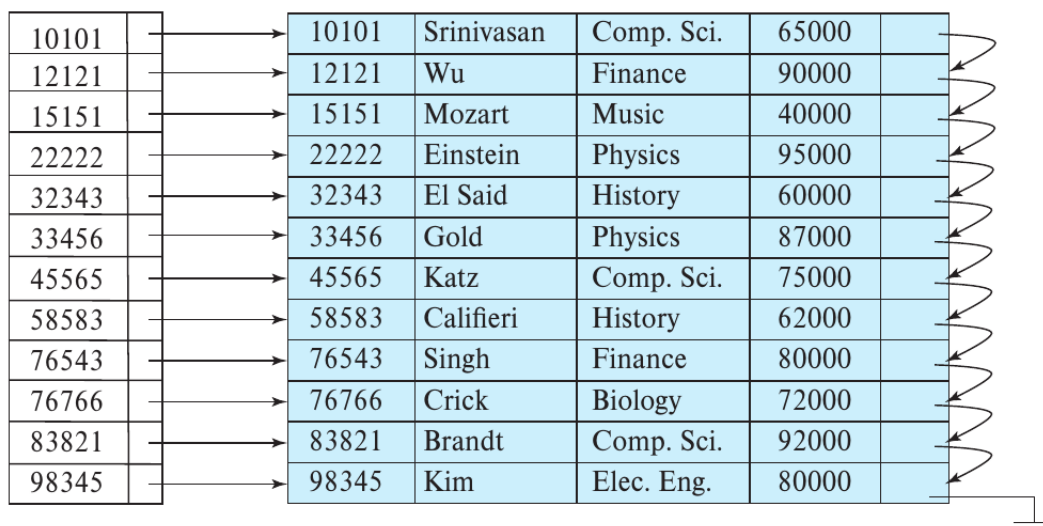 10101 10101 Srinivasan Comp. Sci. 65000
12121 12121 Wu Finance 90000
15151 15151 Mozart Music 40000
22222 22222 Einstein Physics 95000
32343 32343 El Said History 60000
33456 33456 Gold Physics 87000
45565 45565 Katz Comp. Sci. 75000
58583 58583 Califieri History 62000
76543 76543 Singh Finance 80000
76766 76766 Crick Biology 72000
83821 83821 Brandt Comp. Sci. 92000
98345 98345 Kim Elec. Eng. 80000